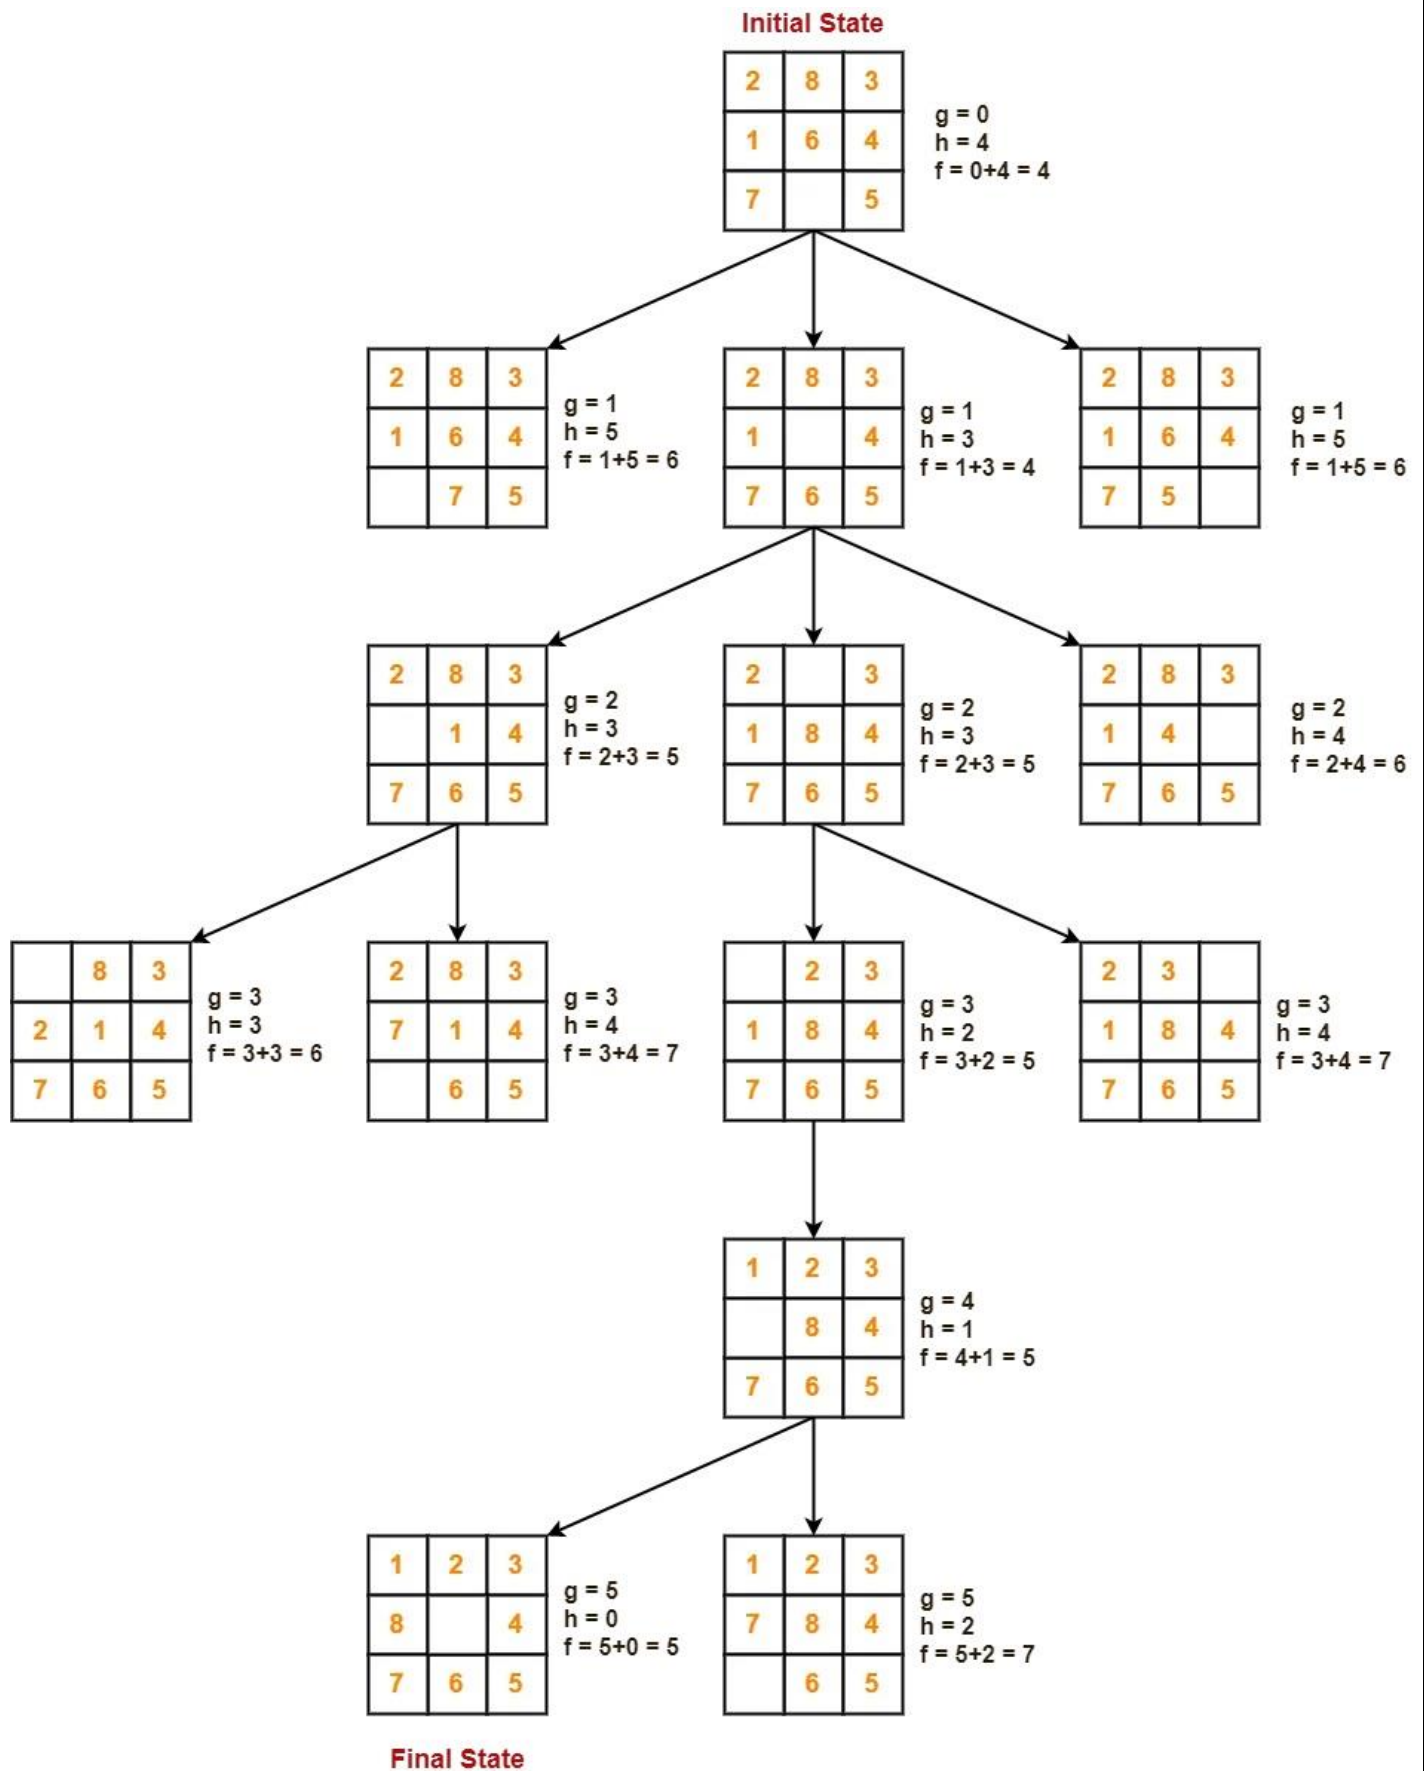 Initial State
2 8 3
1 6 4
7 5
g = 0
h = 4
f = 0+4 = 4
2 8 3
1 6 4
7 5
g = 1
h = 5
f = 1+5 = 6
2 8 3
1 4
7 6 5
g = 1
h = 3
f = 1+3 = 4
2 8 3
1 6 4
7 5
g = 1
h = 5
f = 1+5 = 6
2 8 3
1 4
7 6 5
g = 2
h = 3
f = 2+3 = 5
2 3
1 8 4
7 6 5
g = 2
h = 3
f = 2+3 = 5
2 8 3
1 4
7 6 5
g = 2
h = 4
f = 2+4 = 6
8 3
2 1 4
7 6 5
g = 3
h = 3
f = 3+3 = 6
2 8 3
7 1 4
6 5
g = 3
h = 4
f = 3+4 = 7
2 3
1 8 4
7 6 5
g = 3
h = 2
f = 3+2 = 5
2 3
1 8 4
7 6 5
g = 3
h = 4
f = 3+4 = 7
1 2 3
8 4
7 6 5
g = 4
h = 1
f = 4+1 = 5
1 2 3
8 4
7 6 5
g = 5
h = 0
f = 5+0 = 5
1 2 3
7 8 4
6 5
g = 5
h = 2
f = 5+2 = 7
Final State